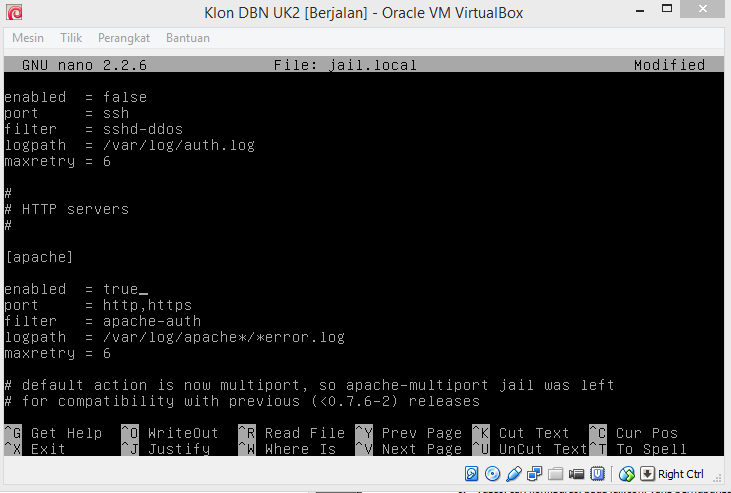 Klon DBN UK2 [Berjalan] - Oracle VM VirtualBox
Mesin Tilik Perangkat Bantuan
GNU nano 2.2.6 File: jail.local Modified
enabled = false
port = ssh
filter = sshd-ddos
logpath = /var/log/auth.log
maxretry = 6
#
# HTTP servers
#
[apache]
enabled = true_
port = http,https
filter = apache-auth
logpath = /var/log/apache*/*error.log
maxretry = 6
# default action is now multiport, so apache-multiport jail was left
# for compatibility with previous (<0.7.6-2) releases
^G Get Help ^O WriteOut ^R Read File ^Y Prev Page ^K Cut Text ^C Cur Pos
^X Exit ^J Justify ^W Where Is ^V Next Page ^U UnCut Text ^T To Spell
Right Ctrl